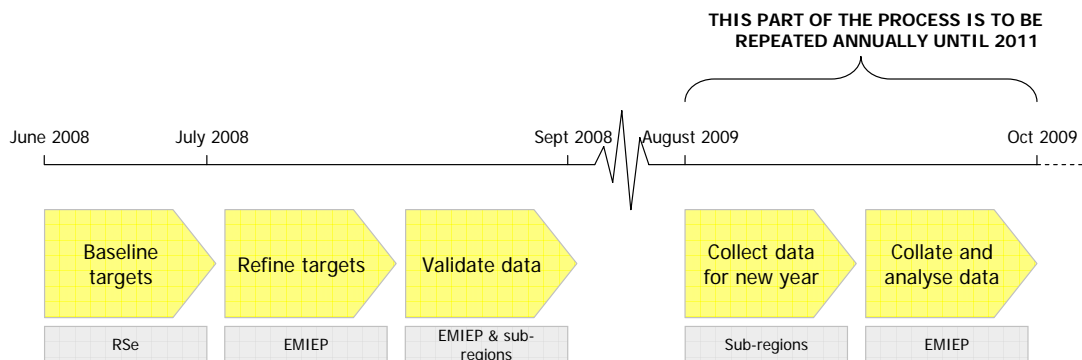 THIS PART OF THE PROCESS IS TO BE
REPEATED ANNUALLY UNTIL 2011
June 2008
July 2008
Sept 2008
August 2009
Oct 2009
Baseline
targets
Refine targets
Validate data
Collect data
for new year
Collate and
analyse data
RSe
EMIEP
EMIEP & sub-
regions
Sub-regions
EMIEP